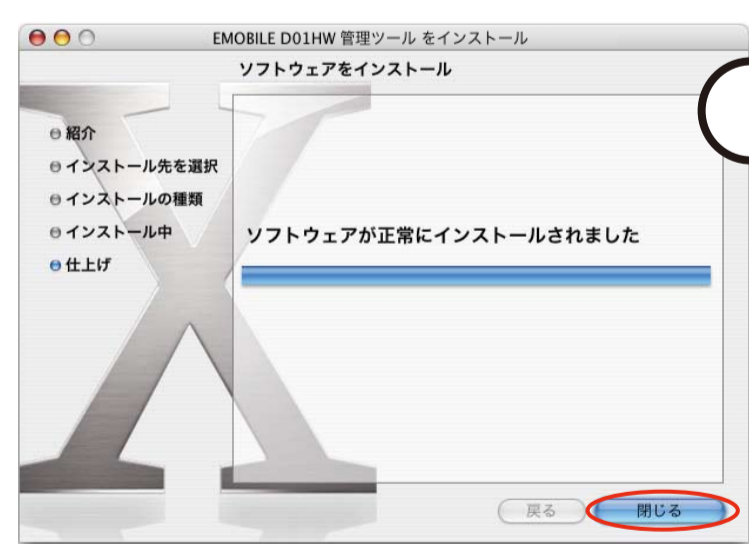 EMOBILE D01HW 管理ツール をインストール
ソフトウェアをインストール
紹介
インストール先を選択
インストールの種類
インストール中
仕上げ
ソフトウェアが正常にインストールされました
戻る
閉じる